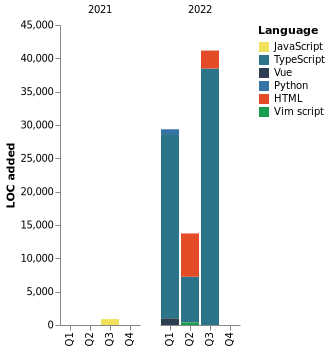 2021
2022
Language
JavaScript
TypeScript
Vue
Python
HTML
Vim script
LOC added
45,000
40,000
35,000
30,000
25,000
20,000
15,000
10,000
5,000
0
Q1 Q2 Q3 Q4
Q1 Q2 Q3 Q4